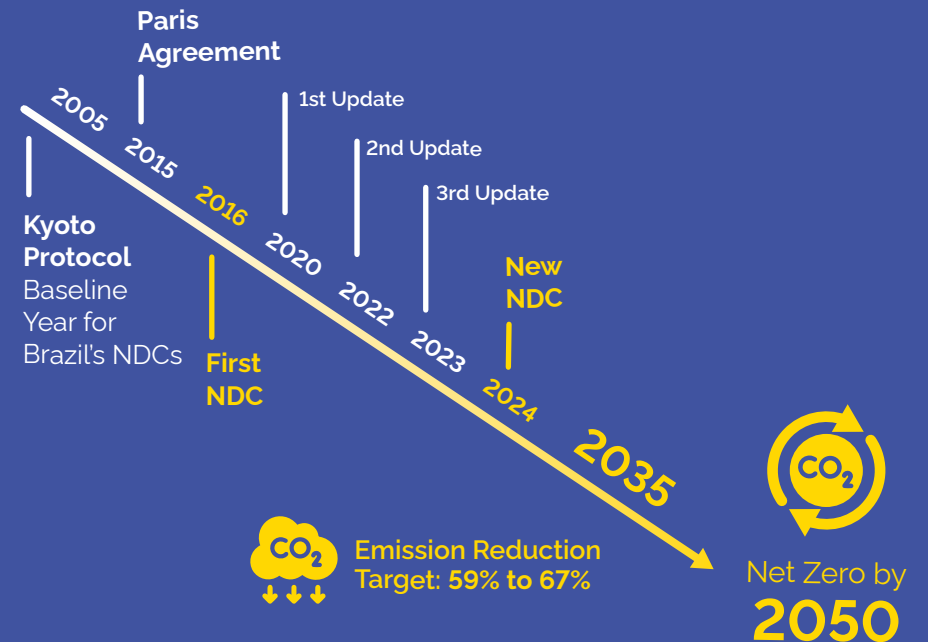 Paris
Agreement
2005
2015
2016
2020
2022
2023
2024
2035
1st Update
2nd Update
3rd Update
Kyoto
Protocol
Baseline
Year for
Brazil's NDCs
First
NDC
New
NDC
CO₂
Emission Reduction
Target: 59% to 67%
CO₂
Net Zero by
2050